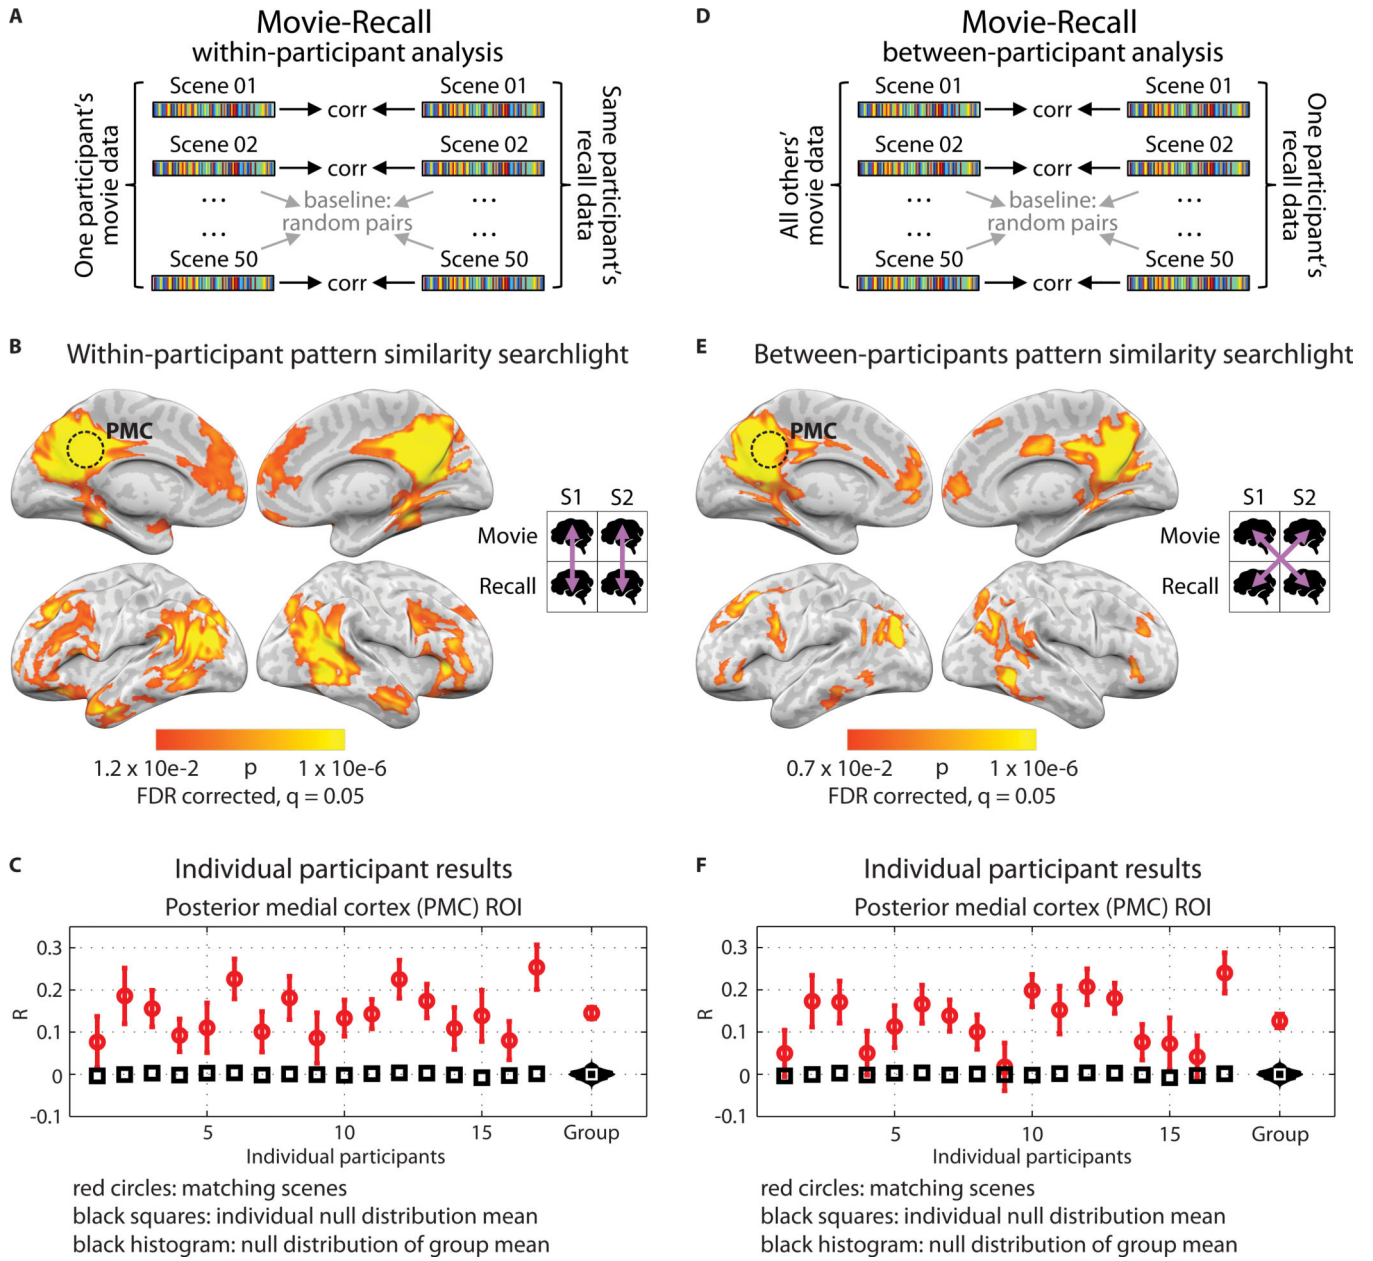 A
Movie-Recall
within-participant analysis
One participant's
movie data
Scene 01
corr
Scene 01
Scene 02
corr
Scene 02
...
baseline:
...
...
random pairs
...
Scene 50
corr
Scene 50
Same participant's
recall data
D
Movie-Recall
between-participant analysis
All others'
movie data
Scene 01
corr
Scene 01
Scene 02
corr
Scene 02
...
baseline:
...
...
random pairs
...
Scene 50
corr
Scene 50
One participant's
recall data
B
Within-participant pattern similarity searchlight
PMC
S1 S2
Movie
Recall
1.2 x 10e-2 p 1 x 10e-6
FDR corrected, q = 0.05
E
Between-participants pattern similarity searchlight
PMC
S1 S2
Movie
Recall
0.7 x 10e-2 p 1 x 10e-6
FDR corrected, q = 0.05
C
Individual participant results
Posterior medial cortex (PMC) ROI
R
0.3
0.2
0.1
0
-0.1
5 10 15 Group
Individual participants
red circles: matching scenes
black squares: individual null distribution mean
black histogram: null distribution of group mean
F
Individual participant results
Posterior medial cortex (PMC) ROI
R
0.3
0.2
0.1
0
-0.1
5 10 15 Group
Individual participants
red circles: matching scenes
black squares: individual null distribution mean
black histogram: null distribution of group mean